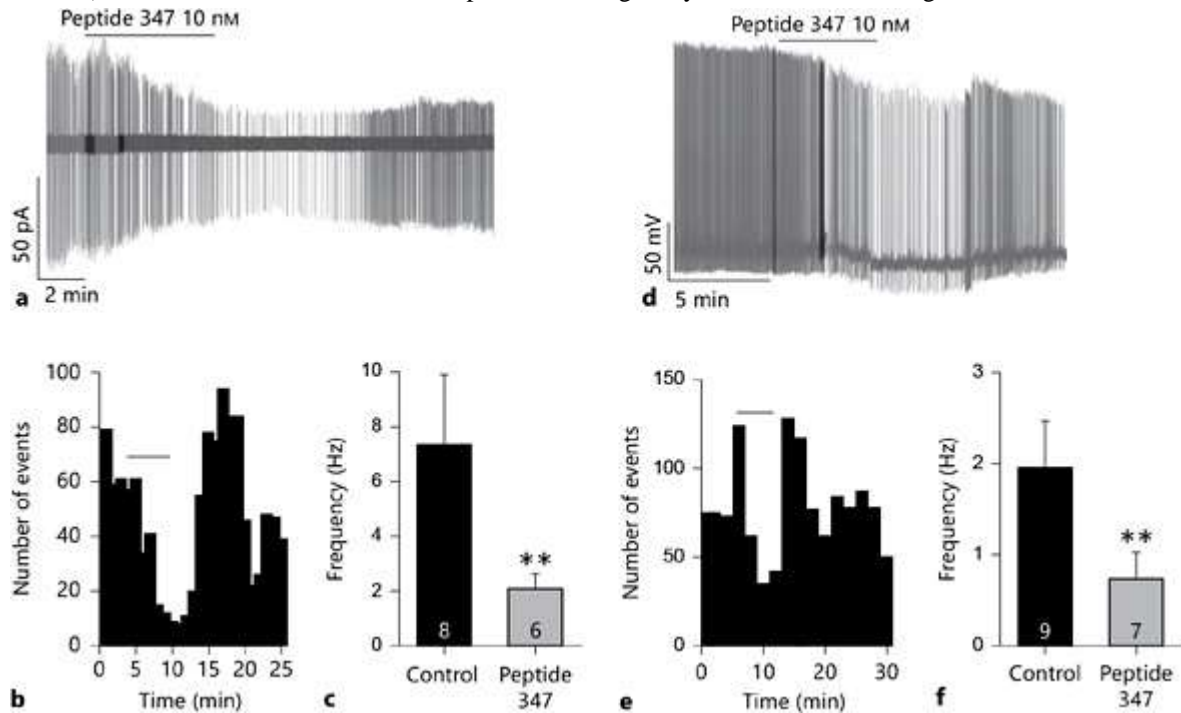 Peptide 347 10 nM
50 pA
2 min
a
Peptide 347 10 nM
50 mV
5 min
d
Number of events
100
80
60
40
20
0
0 5 10 15 20 25
Time (min)
b
Frequency (Hz)
10
8
6
4
2
0
**
8 6
Control Peptide
347
c
Number of events
150
100
50
0
0 10 20 30
Time (min)
e
Frequency (Hz)
3
2
1
0
**
9 7
Control Peptide
347
f